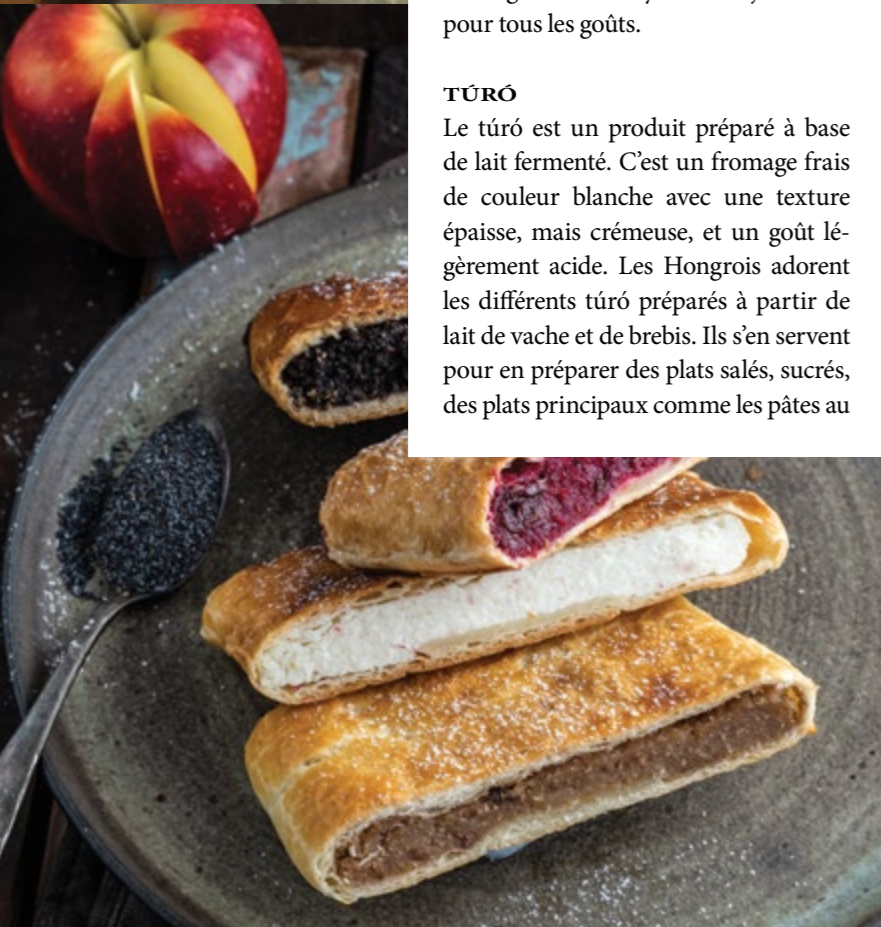 pour tous les goûts.
TÚRÓ
Le túró est un produit préparé à base
de lait fermenté. C’est un fromage frais
de couleur blanche avec une texture
épaisse, mais crémeuse, et un goût lé-
gèrement acide. Les Hongrois adorent
les différents túró préparés à partir de
lait de vache et de brebis. Ils s’en servent
pour en préparer des plats salés, sucrés,
des plats principaux comme les pâtes au